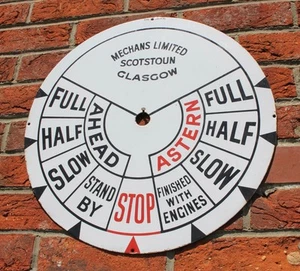 MECHANS LIMITED
SCOTSTOUN
GLASGOW
FULL
HALF
SLOW
STAND
BY
AHEAD
STOP
ASTERN
FULL
HALF
SLOW
FINISHED
WITH
ENGINES